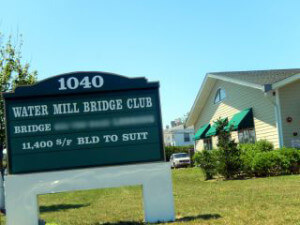 1040
WATER MILL BRIDGE CLUB
BRIDGE
11,400 S/F BLD TO SUIT